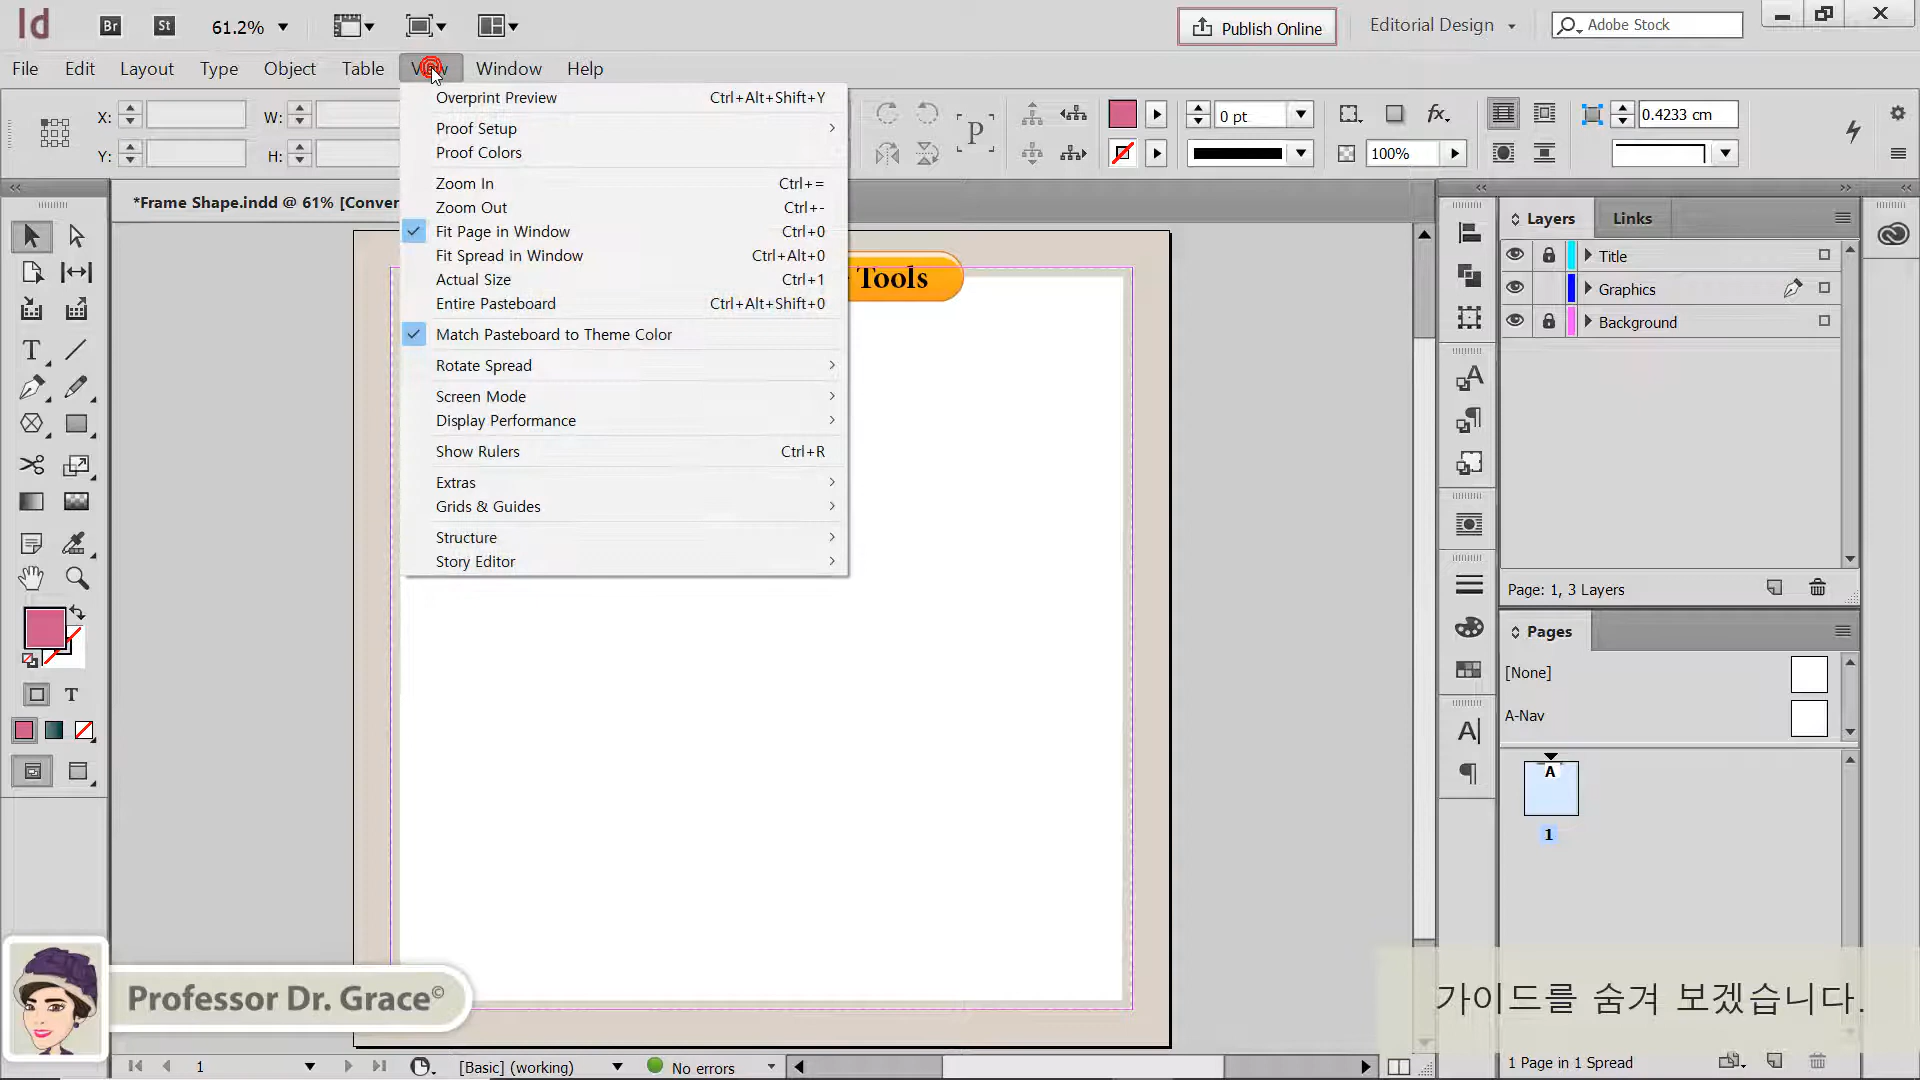 Id
Br
St
61.2%
Publish Online
Editorial Design
Adobe Stock
File
Edit
Layout
Type
Object
Table
Window
Help
X:
W:
Y:
H:
0 pt
0.4233 cm
100%
*Frame Shape.indd @ 61% [Conver
Overprint Preview Ctrl+Alt+Shift+Y
Proof Setup
Proof Colors
Zoom In Ctrl+=
Zoom Out Ctrl+-
Fit Page in Window Ctrl+0
Fit Spread in Window Ctrl+Alt+0
Actual Size Ctrl+1
Entire Pasteboard Ctrl+Alt+Shift+0
Match Pasteboard to Theme Color
Rotate Spread
Screen Mode
Display Performance
Show Rulers Ctrl+R
Extras
Grids & Guides
Structure
Story Editor
Tools
Layers
Links
Title
Graphics
Background
Page: 1, 3 Layers
Pages
[None]
A-Nav
A
1
Professor Dr. Grace©
가이드를 숨겨 보겠습니다.
1
[Basic] (working)
No errors
1 Page in 1 Spread